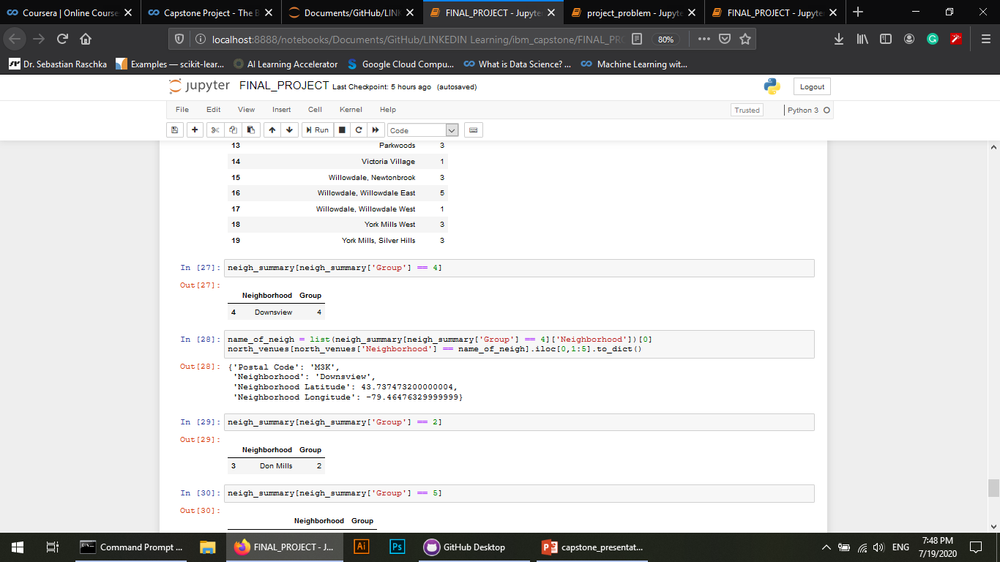 Coursera | Online Course
Capstone Project - The B
Documents/GitHub/LINK
FINAL_PROJECT - Jupyte
project_problem - Jupyte
FINAL_PROJECT - Jupyte
localhost:8888/notebooks/Documents/GitHub/LINKEDIN Learning/ibm_capstone/FINAL_PRO
80%
Dr. Sebastian Raschka
Examples — scikit-lear...
AI Learning Accelerator
Google Cloud Compu...
What is Data Science? ...
Machine Learning wit...
jupyter FINAL_PROJECT Last Checkpoint: 5 hours ago (autosaved)
Logout
File Edit View Insert Cell Kernel Help
Trusted
Python 3
Run
Code
13 Parkwoods 3
14 Victoria Village 1
15 Willowdale, Newtonbrook 3
16 Willowdale, Willowdale East 5
17 Willowdale, Willowdale West 1
18 York Mills West 3
19 York Mills, Silver Hills 3
In [27]: neigh_summary[neigh_summary['Group'] == 4]
Out[27]:
Neighborhood Group
4 Downsview 4
In [28]: name_of_neigh = list(neigh_summary[neigh_summary['Group'] == 4]['Neighborhood'])[0]
north_venues[north_venues['Neighborhood'] == name_of_neigh].iloc[0,1:5].to_dict()
Out[28]: {'Postal Code': 'M3K',
'Neighborhood': 'Downsview',
'Neighborhood Latitude': 43.737473200000004,
'Neighborhood Longitude': -79.46476329999999}
In [29]: neigh_summary[neigh_summary['Group'] == 2]
Out[29]:
Neighborhood Group
3 Don Mills 2
In [30]: neigh_summary[neigh_summary['Group'] == 5]
Out[30]:
Neighborhood Group
Command Prompt ...
FINAL_PROJECT - J...
Ai
Ps
GitHub Desktop
capstone_presentat...
ENG
7:48 PM
7/19/2020